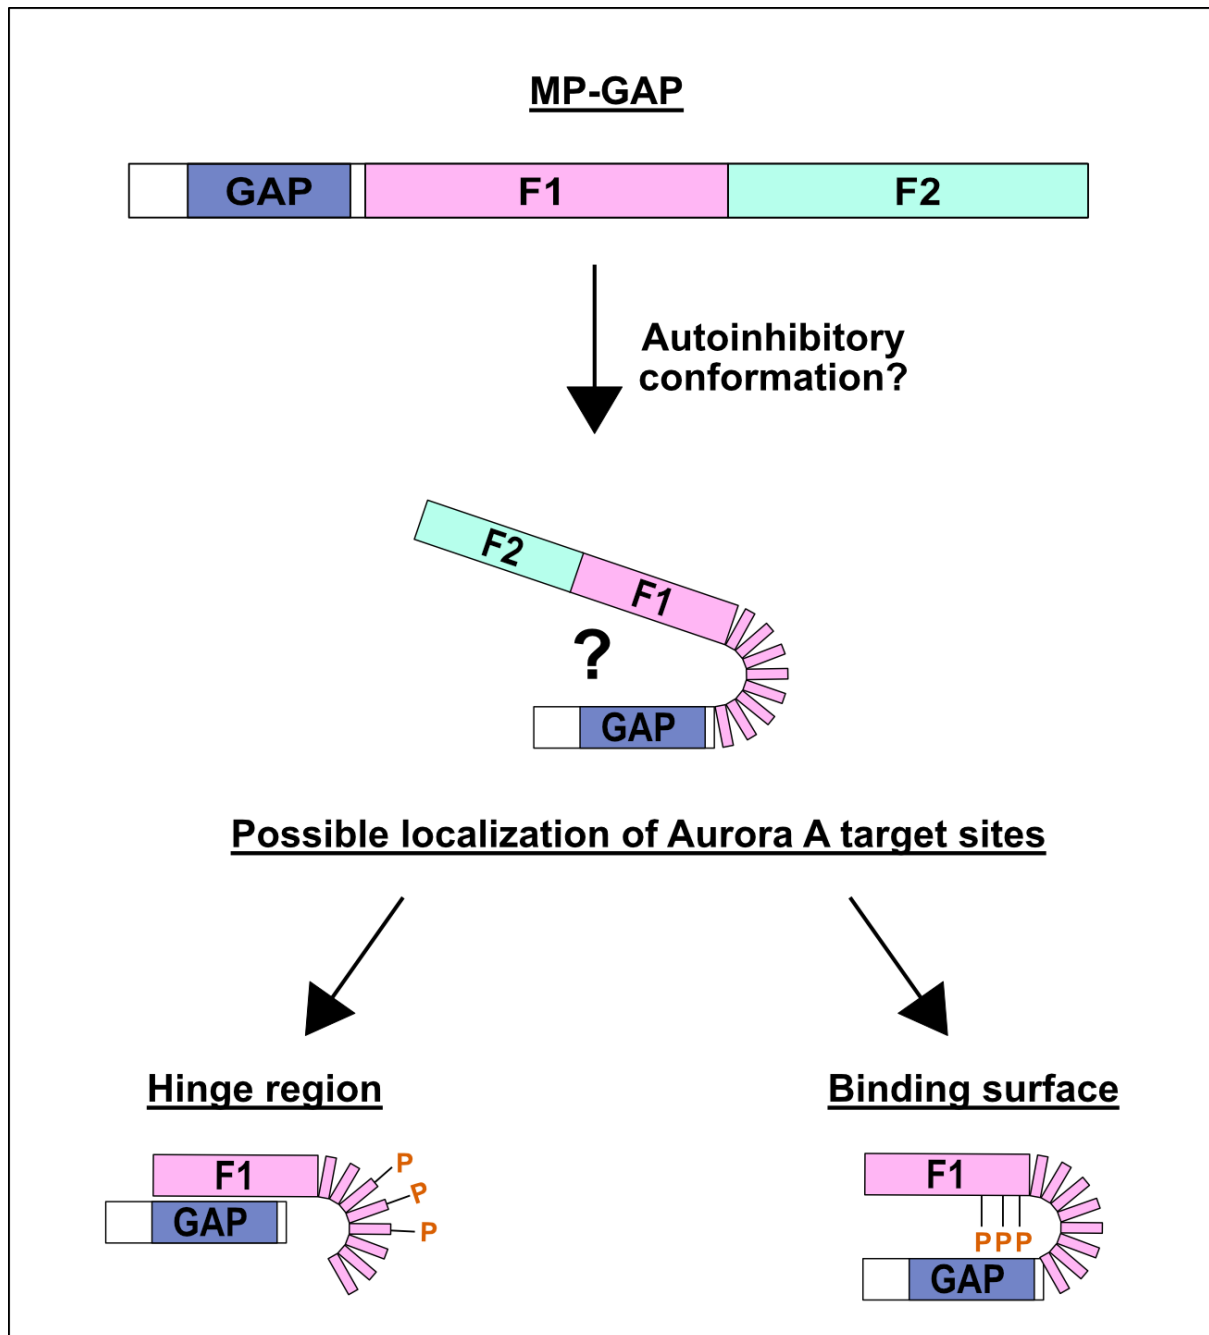 MP-GAP
GAP F1 F2
Autoinhibitory
conformation?
F2 F1
?
GAP
Possible localization of Aurora A target sites
Hinge region
Binding surface
F1
P
P
P
GAP
F1
P P P
GAP